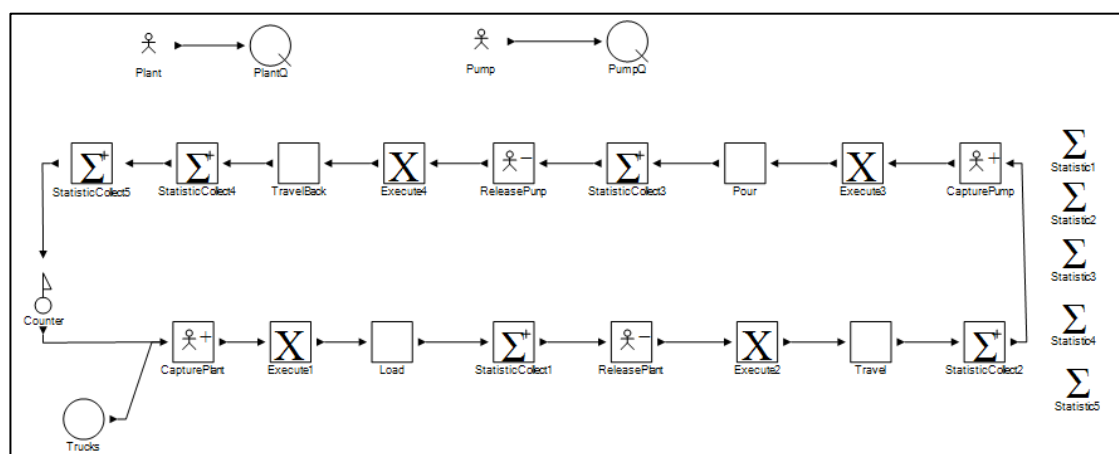 Plant
PlantQ
Pump
PumpQ
StatisticCollect5
StatisticCollect4
TravelBack
Execute4
ReleasePunp
StatisticCollect3
Pour
Execute3
CapturePump
Statistic1
Statistic2
Statistic3
Counter
CapturePlant
Execute1
Load
StatisticCollect1
ReleasePlant
Execute2
Travel
StatisticCollect2
Statistic4
Statistic5
Trucks